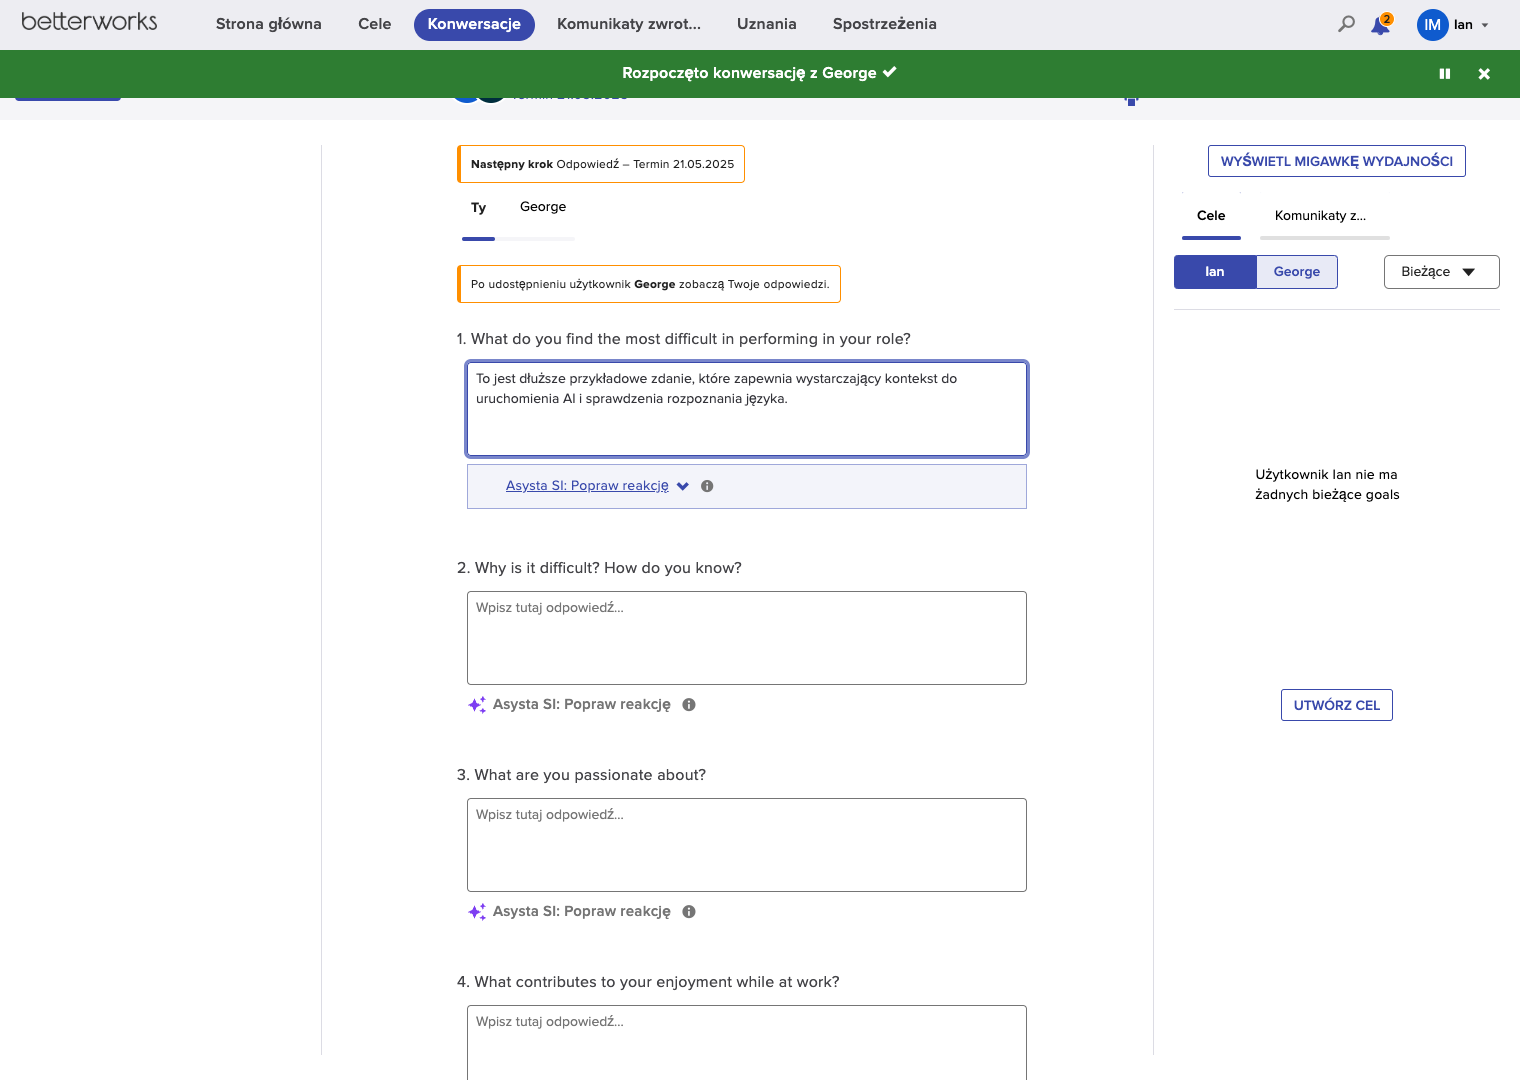 betterworks
Strona główna
Cele
Konwersacje
Komunikaty zwrot...
Uznania
Spostrzeżenia
2
IM
Ian
Rozpoczęto konwersację z George
Następny krok Odpowiedź – Termin 21.05.2025
Ty
George
Po udostępnieniu użytkownik George zobaczą Twoje odpowiedzi.
1. What do you find the most difficult in performing in your role?
To jest dłuższe przykładowe zdanie, które zapewnia wystarczający kontekst do
uruchomienia AI i sprawdzenia rozpoznania języka.
Asysta SI: Popraw reakcję
2. Why is it difficult? How do you know?
Wpisz tutaj odpowiedź...
Asysta SI: Popraw reakcję
3. What are you passionate about?
Wpisz tutaj odpowiedź...
Asysta SI: Popraw reakcję
4. What contributes to your enjoyment while at work?
Wpisz tutaj odpowiedź...
WYŚWIETL MIGAWKĘ WYDAJNOŚCI
Cele
Komunikaty z...
Ian
George
Bieżące
Użytkownik Ian nie ma
żadnych bieżące goals
UTWÓRZ CEL